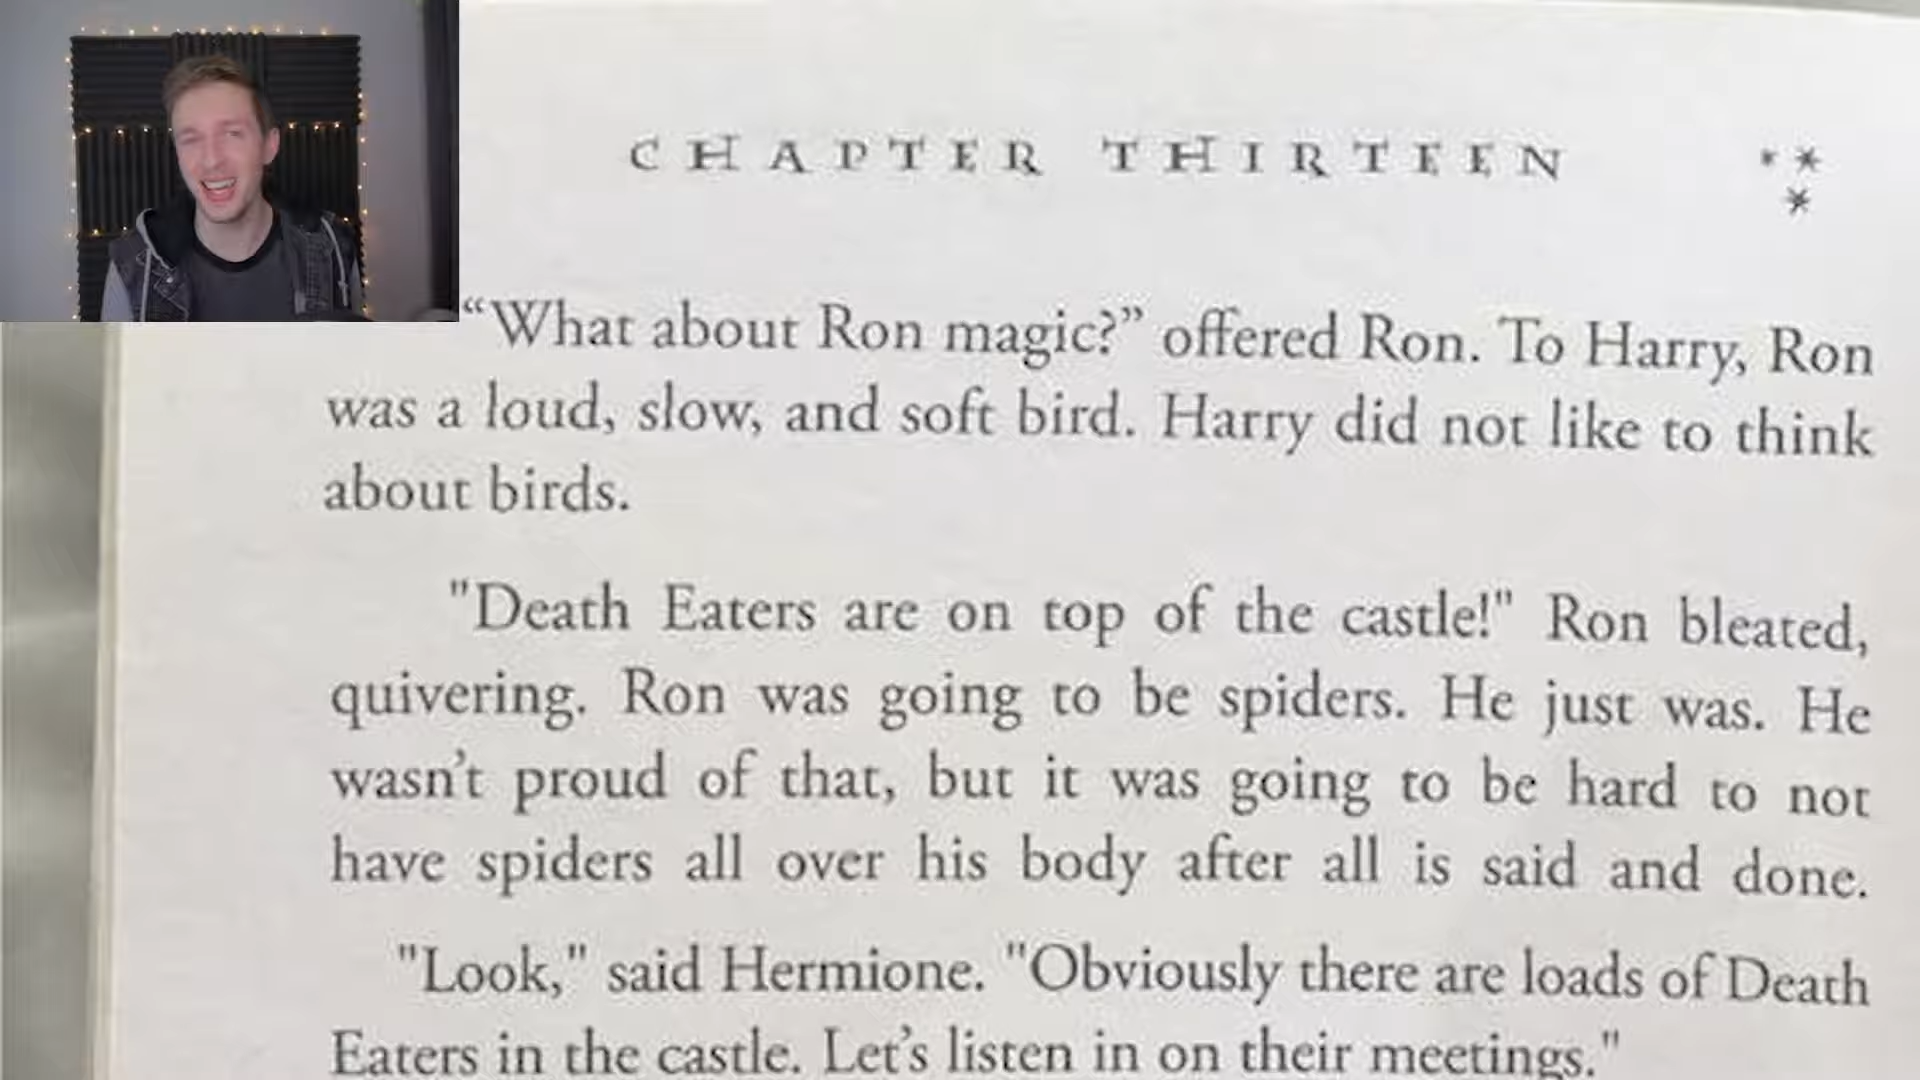 CHAPTER THIRTEEN
“What about Ron magic?” offered Ron. To Harry, Ron
was a loud, slow, and soft bird. Harry did not like to think
about birds.
"Death Eaters are on top of the castle!" Ron bleated,
quivering. Ron was going to be spiders. He just was. He
wasn’t proud of that, but it was going to be hard to not
have spiders all over his body after all is said and done.
"Look," said Hermione. "Obviously there are loads of Death
Eaters in the castle. Let’s listen in on their meetings."